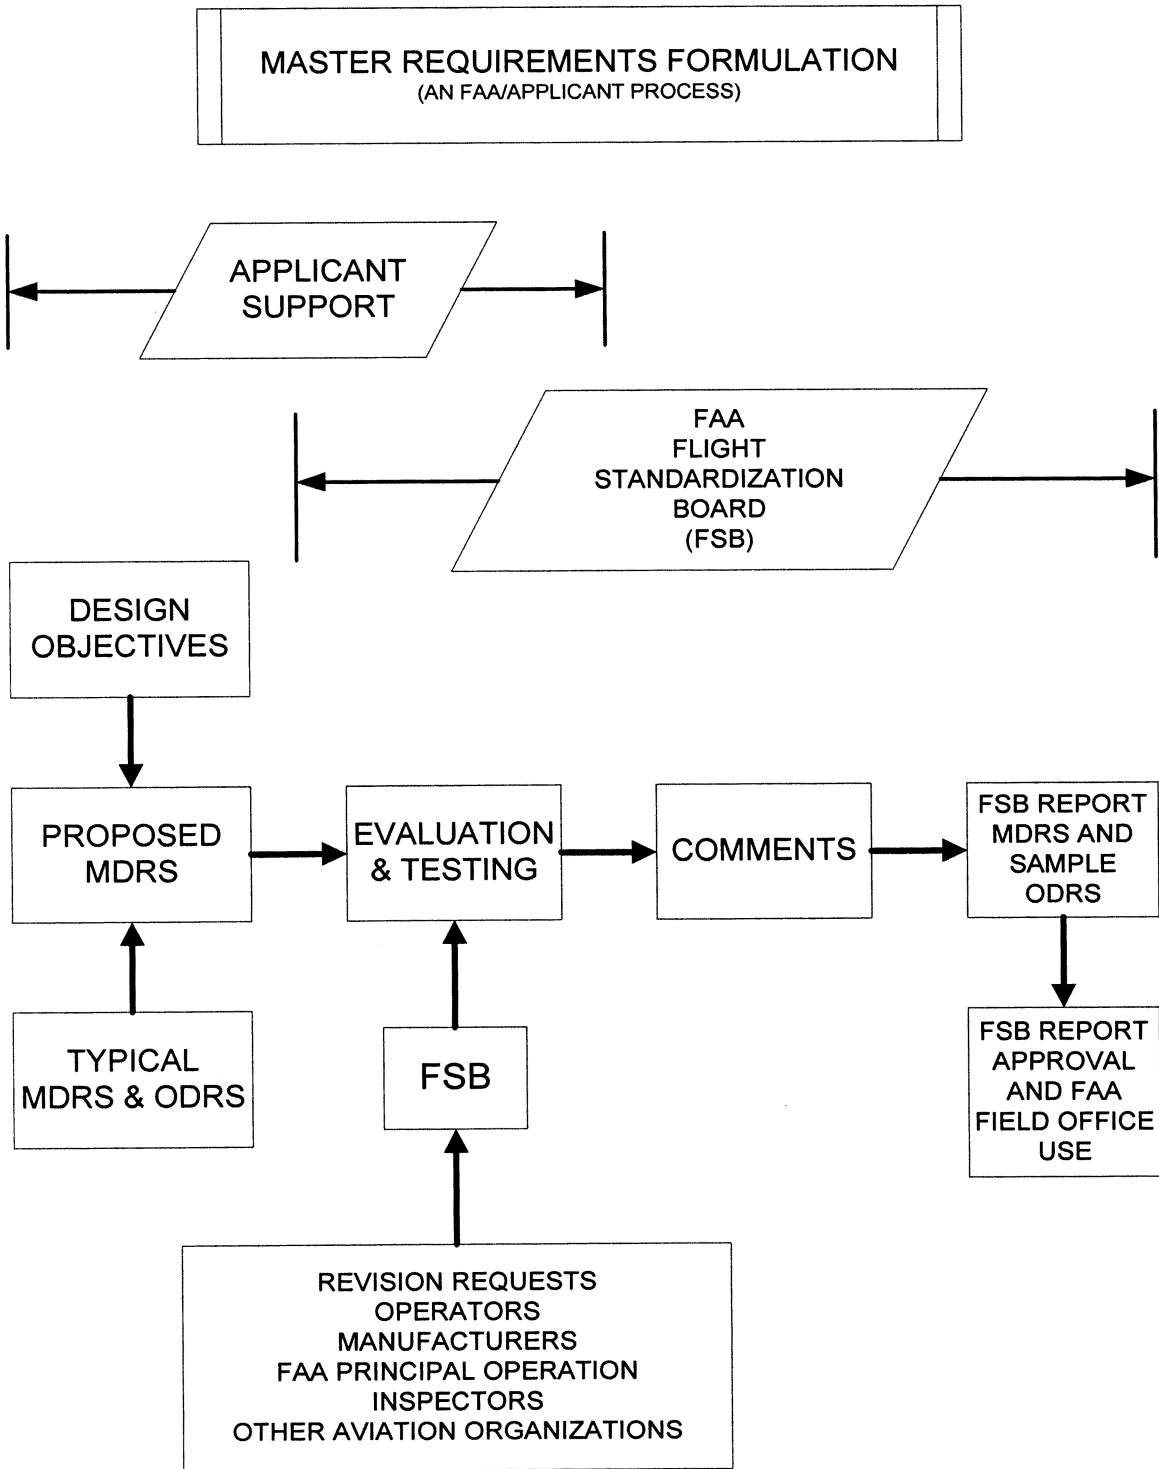 MASTER REQUIREMENTS FORMULATION
(AN FAA/APPLICANT PROCESS)
APPLICANT
SUPPORT
FAA
FLIGHT
STANDARDIZATION
BOARD
(FSB)
DESIGN
OBJECTIVES
PROPOSED
MDRS
EVALUATION
& TESTING
COMMENTS
FSB REPORT
MDRS AND
SAMPLE
ODRS
TYPICAL
MDRS & ODRS
FSB
FSB REPORT
APPROVAL
AND FAA
FIELD OFFICE
USE
REVISION REQUESTS
OPERATORS
MANUFACTURERS
FAA PRINCIPAL OPERATION
INSPECTORS
OTHER AVIATION ORGANIZATIONS